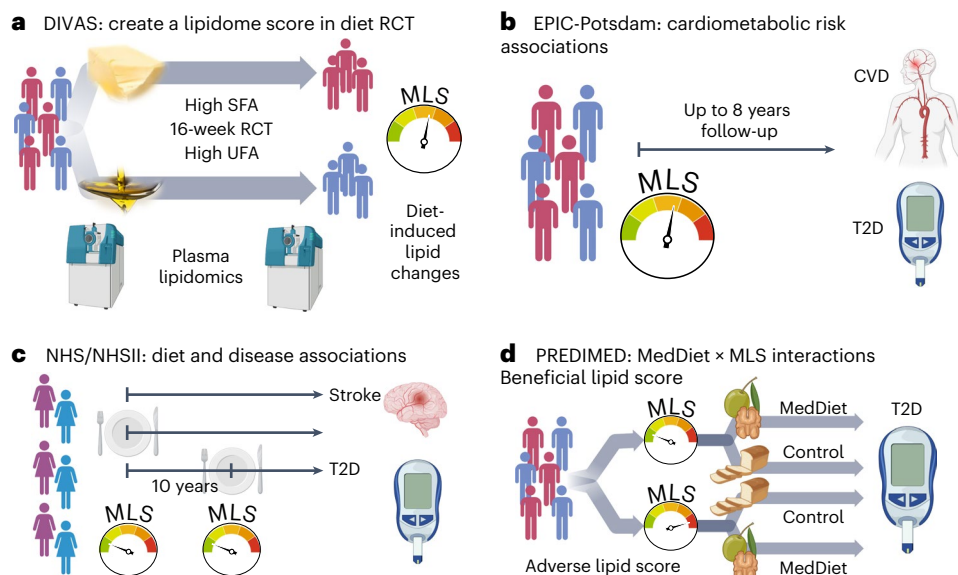 a DIVAS: create a lipidome score in diet RCT
High SFA
16-week RCT
High UFA
MLS
Plasma
lipidomics
Diet-
induced
lipid
changes
b EPIC-Potsdam: cardiometabolic risk
associations
CVD
Up to 8 years
follow-up
MLS
T2D
c NHS/NHSII: diet and disease associations
Stroke
T2D
10 years
MLS
MLS
d PREDIMED: MedDiet × MLS interactions
Beneficial lipid score
MLS
MedDiet
T2D
Control
MLS
Control
Adverse lipid score
MedDiet